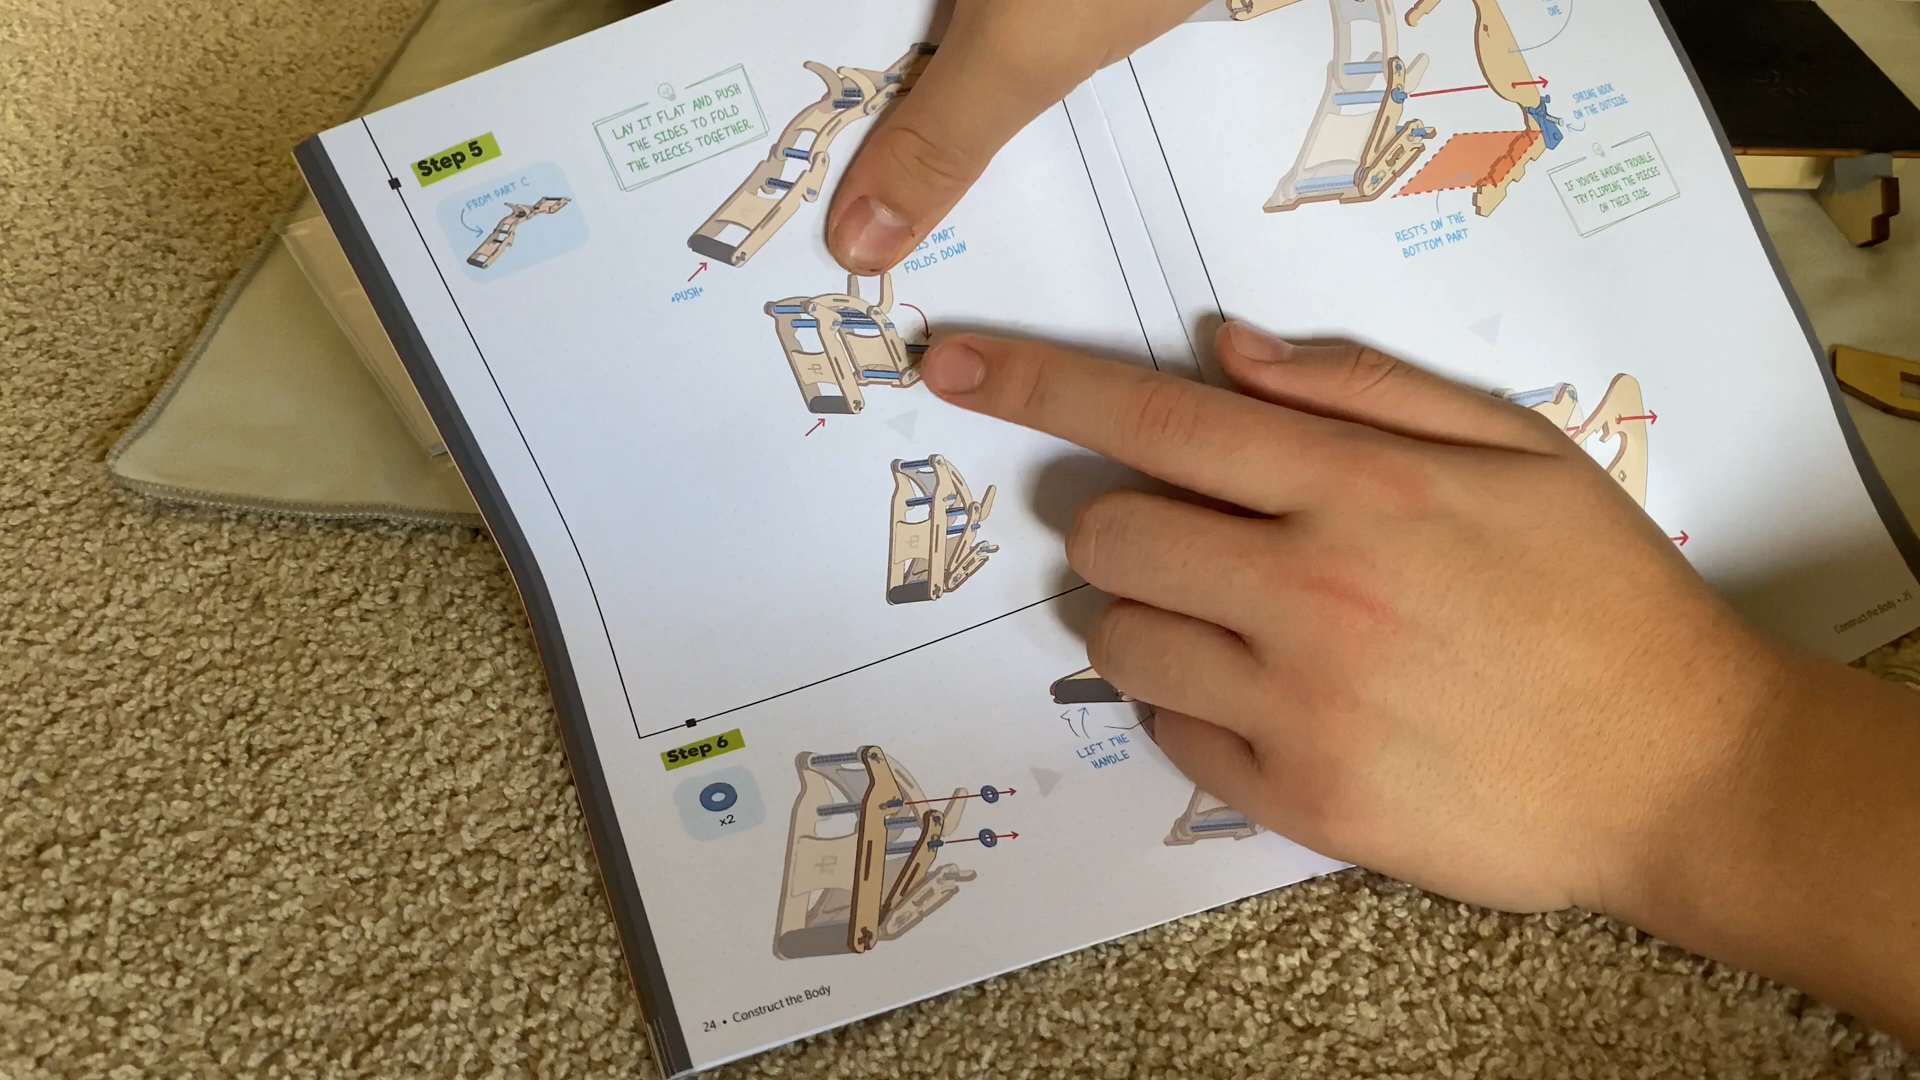 Step 5
FROM PART C
LAY IT FLAT AND PUSH
THE SIDES TO FOLD
THE PIECES TOGETHER.
*PUSH*
PART
FOLDS DOWN
Step 6
x2
LIFT THE
HANDLE
24 • Construct the Body
ONE
SPRING HOOK
ON THE OUTSIDE
IF YOU'RE HAVING TROUBLE,
TRY FLIPPING THE PIECES
ON THEIR SIDE
RESTS ON THE
BOTTOM PART
Construct the Body • 25